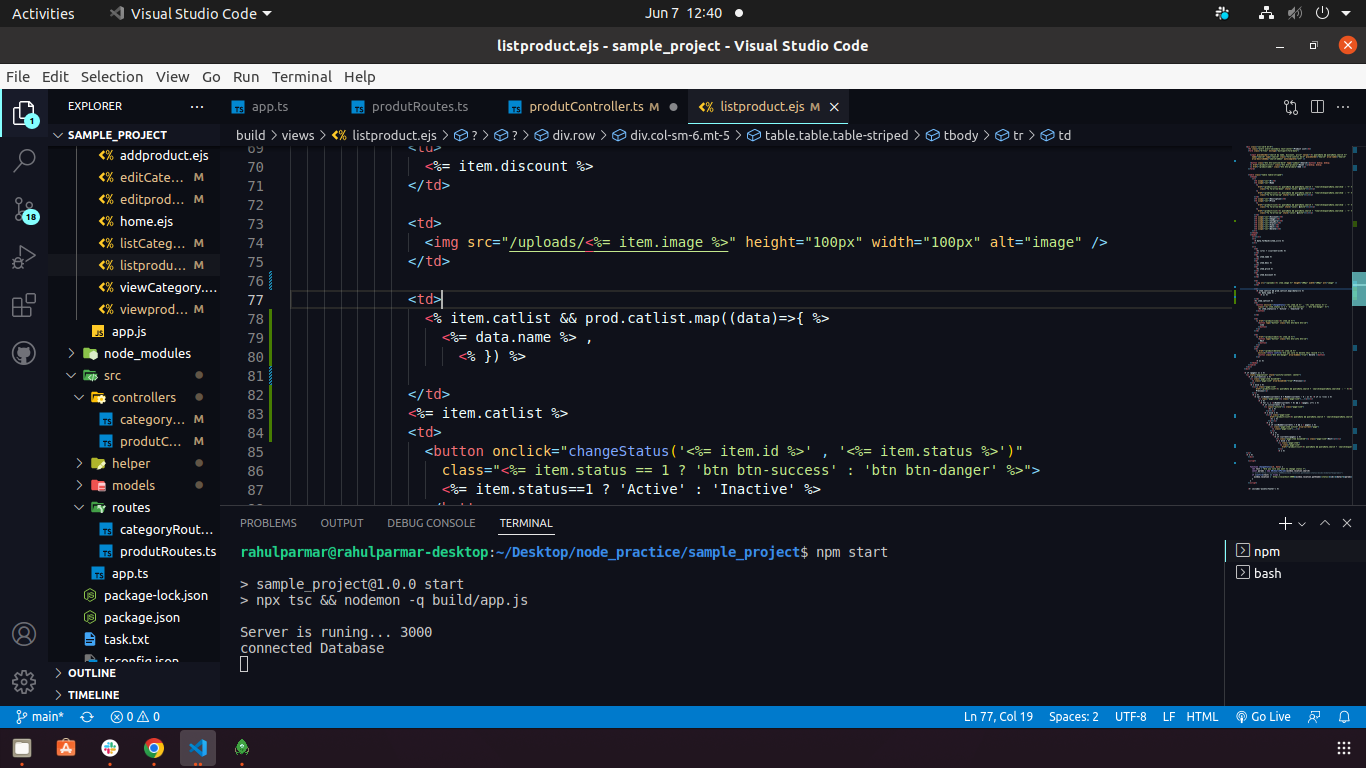 Activities
Visual Studio Code
Jun 7 12:40
listproduct.ejs - sample_project - Visual Studio Code
File Edit Selection View Go Run Terminal Help
EXPLORER
app.ts
produtRoutes.ts
produtController.ts M
listproduct.ejs M
1
SAMPLE_PROJECT
build > views > listproduct.ejs > ? > ? > div.row > div.col-sm-6.mt-5 > table.table.table-striped > tbody > tr > td
addproduct.ejs
editCate... M
editprod... M
home.ejs
listCateg... M
listprodu... M
viewCategory....
viewprod... M
app.js
node_modules
src
controllers
category... M
produtC... M
helper
models
routes
categoryRout...
produtRoutes.ts
app.ts
package-lock.json
package.json
task.txt
tsconfig.json
OUTLINE
TIMELINE
18
69 <td>
70 <%= item.discount %>
71 </td>
72
73 <td>
74 <img src="/uploads/<%= item.image %>" height="100px" width="100px" alt="image" />
75 </td>
76
77 <td>
78 <% item.catlist && prod.catlist.map((data)=>{ %>
79 <%= data.name %> ,
80 <% }) %>
81
82 </td>
83 <%= item.catlist %>
84 <td>
85 <button onclick="changeStatus('<%= item.id %>' , '<%= item.status %>')"
86 class="<%= item.status == 1 ? 'btn btn-success' : 'btn btn-danger' %>">
87 <%= item.status==1 ? 'Active' : 'Inactive' %>
PROBLEMS OUTPUT DEBUG CONSOLE TERMINAL
rahulparmar@rahulparmar-desktop:~/Desktop/node_practice/sample_project$ npm start
> sample_project@1.0.0 start
> npx tsc && nodemon -q build/app.js
Server is runing... 3000
connected Database
npm
bash
main* 0 0 Ln 77, Col 19 Spaces: 2 UTF-8 LF HTML Go Live